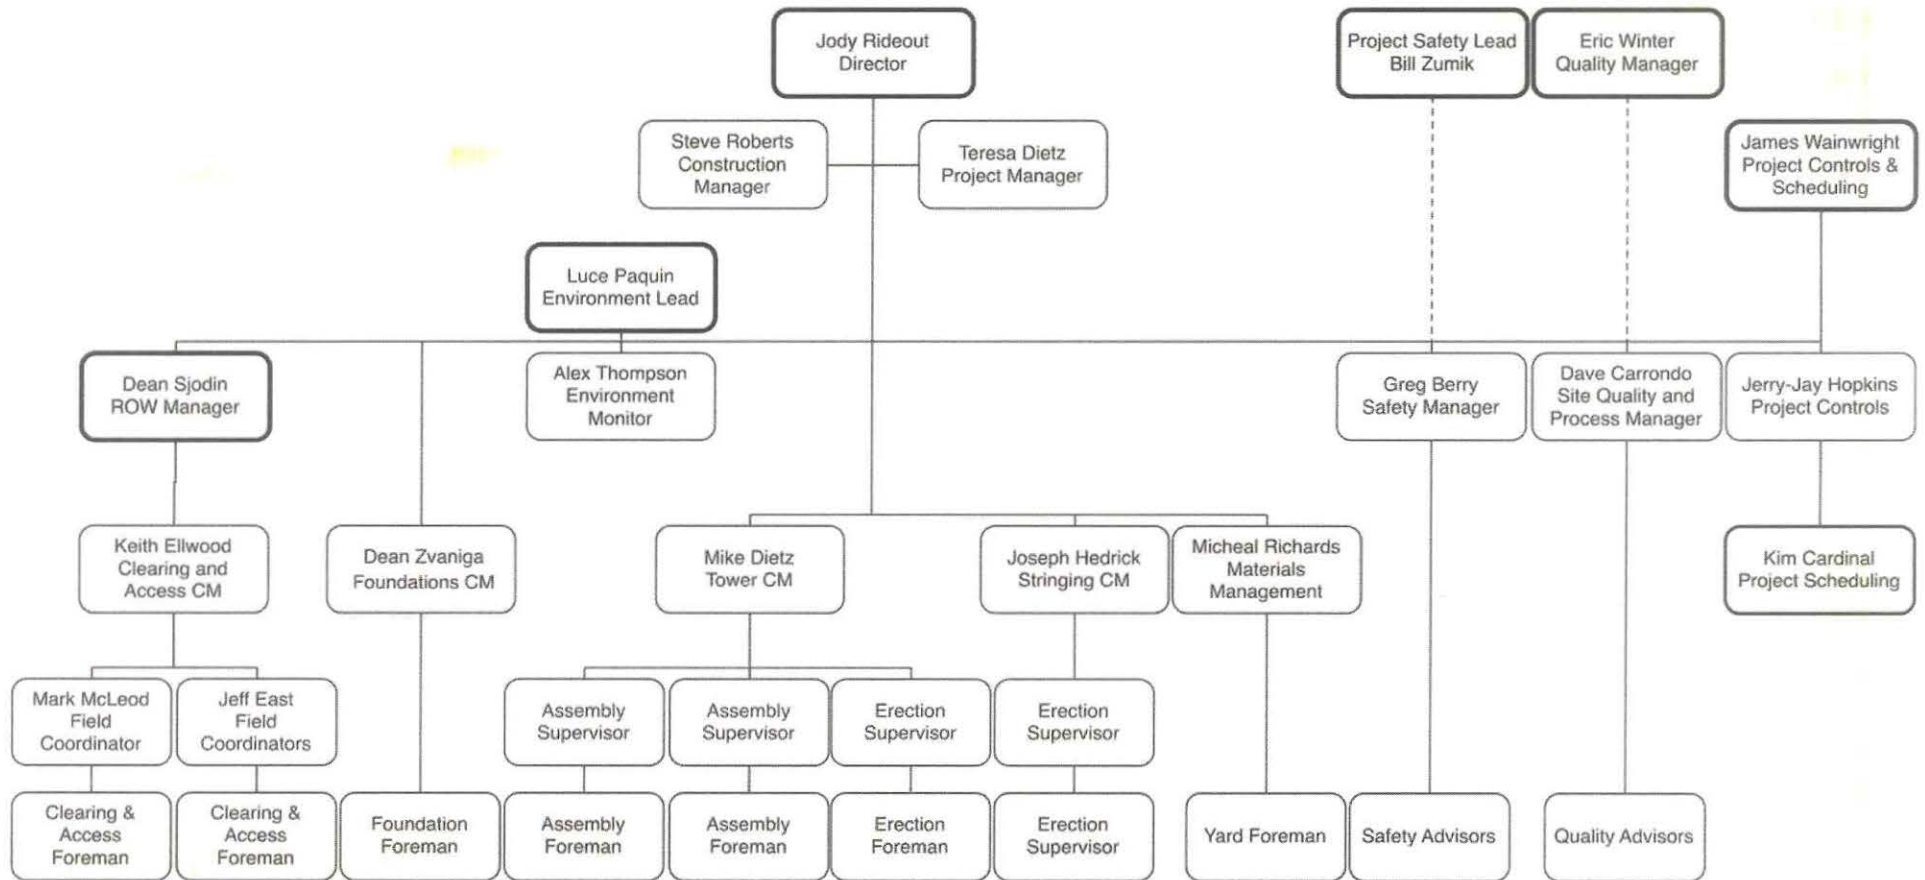 Jody Rideout
Director
Project Safety Lead
Bill Zumik
Eric Winter
Quality Manager
Steve Roberts
Construction
Manager
Teresa Dietz
Project Manager
James Wainwright
Project Controls &
Scheduling
Luce Paquin
Environment Lead
Dean Sjodin
ROW Manager
Alex Thompson
Environment
Monitor
Greg Berry
Safety Manager
Dave Carrondo
Site Quality and
Process Manager
Jerry-Jay Hopkins
Project Controls
Keith Ellwood
Clearing and
Access CM
Dean Zvaniga
Foundations CM
Mike Dietz
Tower CM
Joseph Hedrick
Stringing CM
Micheal Richards
Materials
Management
Kim Cardinal
Project Scheduling
Mark McLeod
Field
Coordinator
Jeff East
Field
Coordinators
Assembly
Supervisor
Assembly
Supervisor
Erection
Supervisor
Erection
Supervisor
Clearing &
Access
Foreman
Clearing &
Access
Foreman
Foundation
Foreman
Assembly
Foreman
Assembly
Foreman
Erection
Foreman
Erection
Supervisor
Yard Foreman
Safety Advisors
Quality Advisors